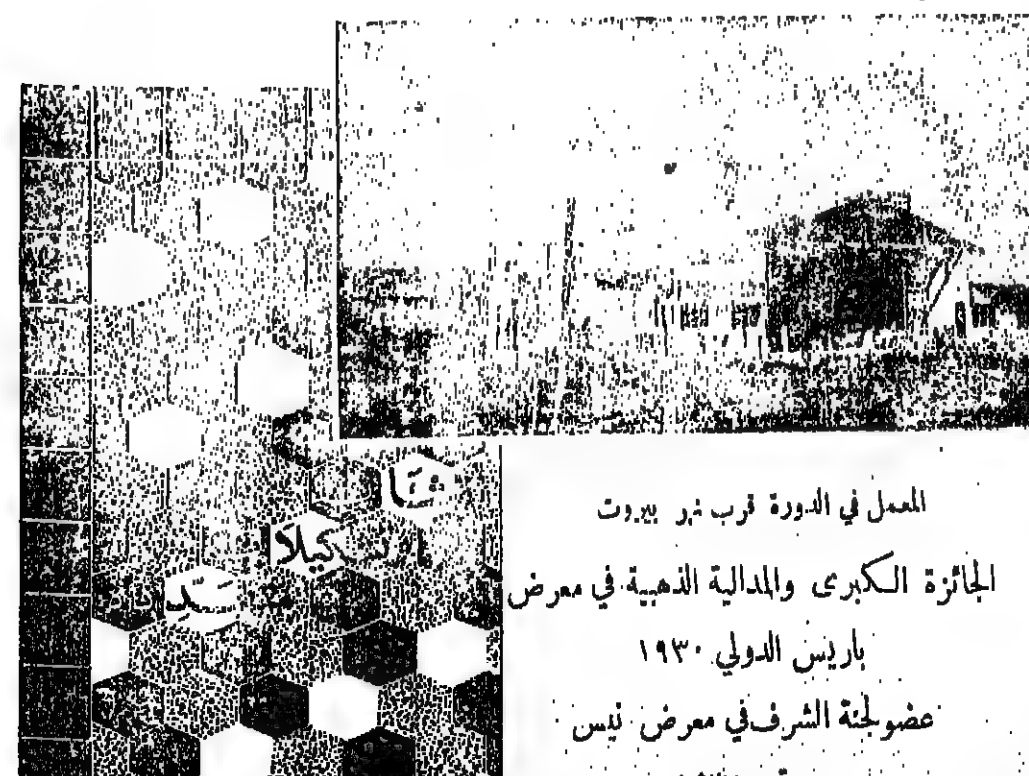 المعمل في الدورة قرب نهر بيروت
الجائزة الكبرى والمدالية الذهبية في معرض
باريس الدولي ١٩٣٠
عضو لجنة الشرف في معرض نيس